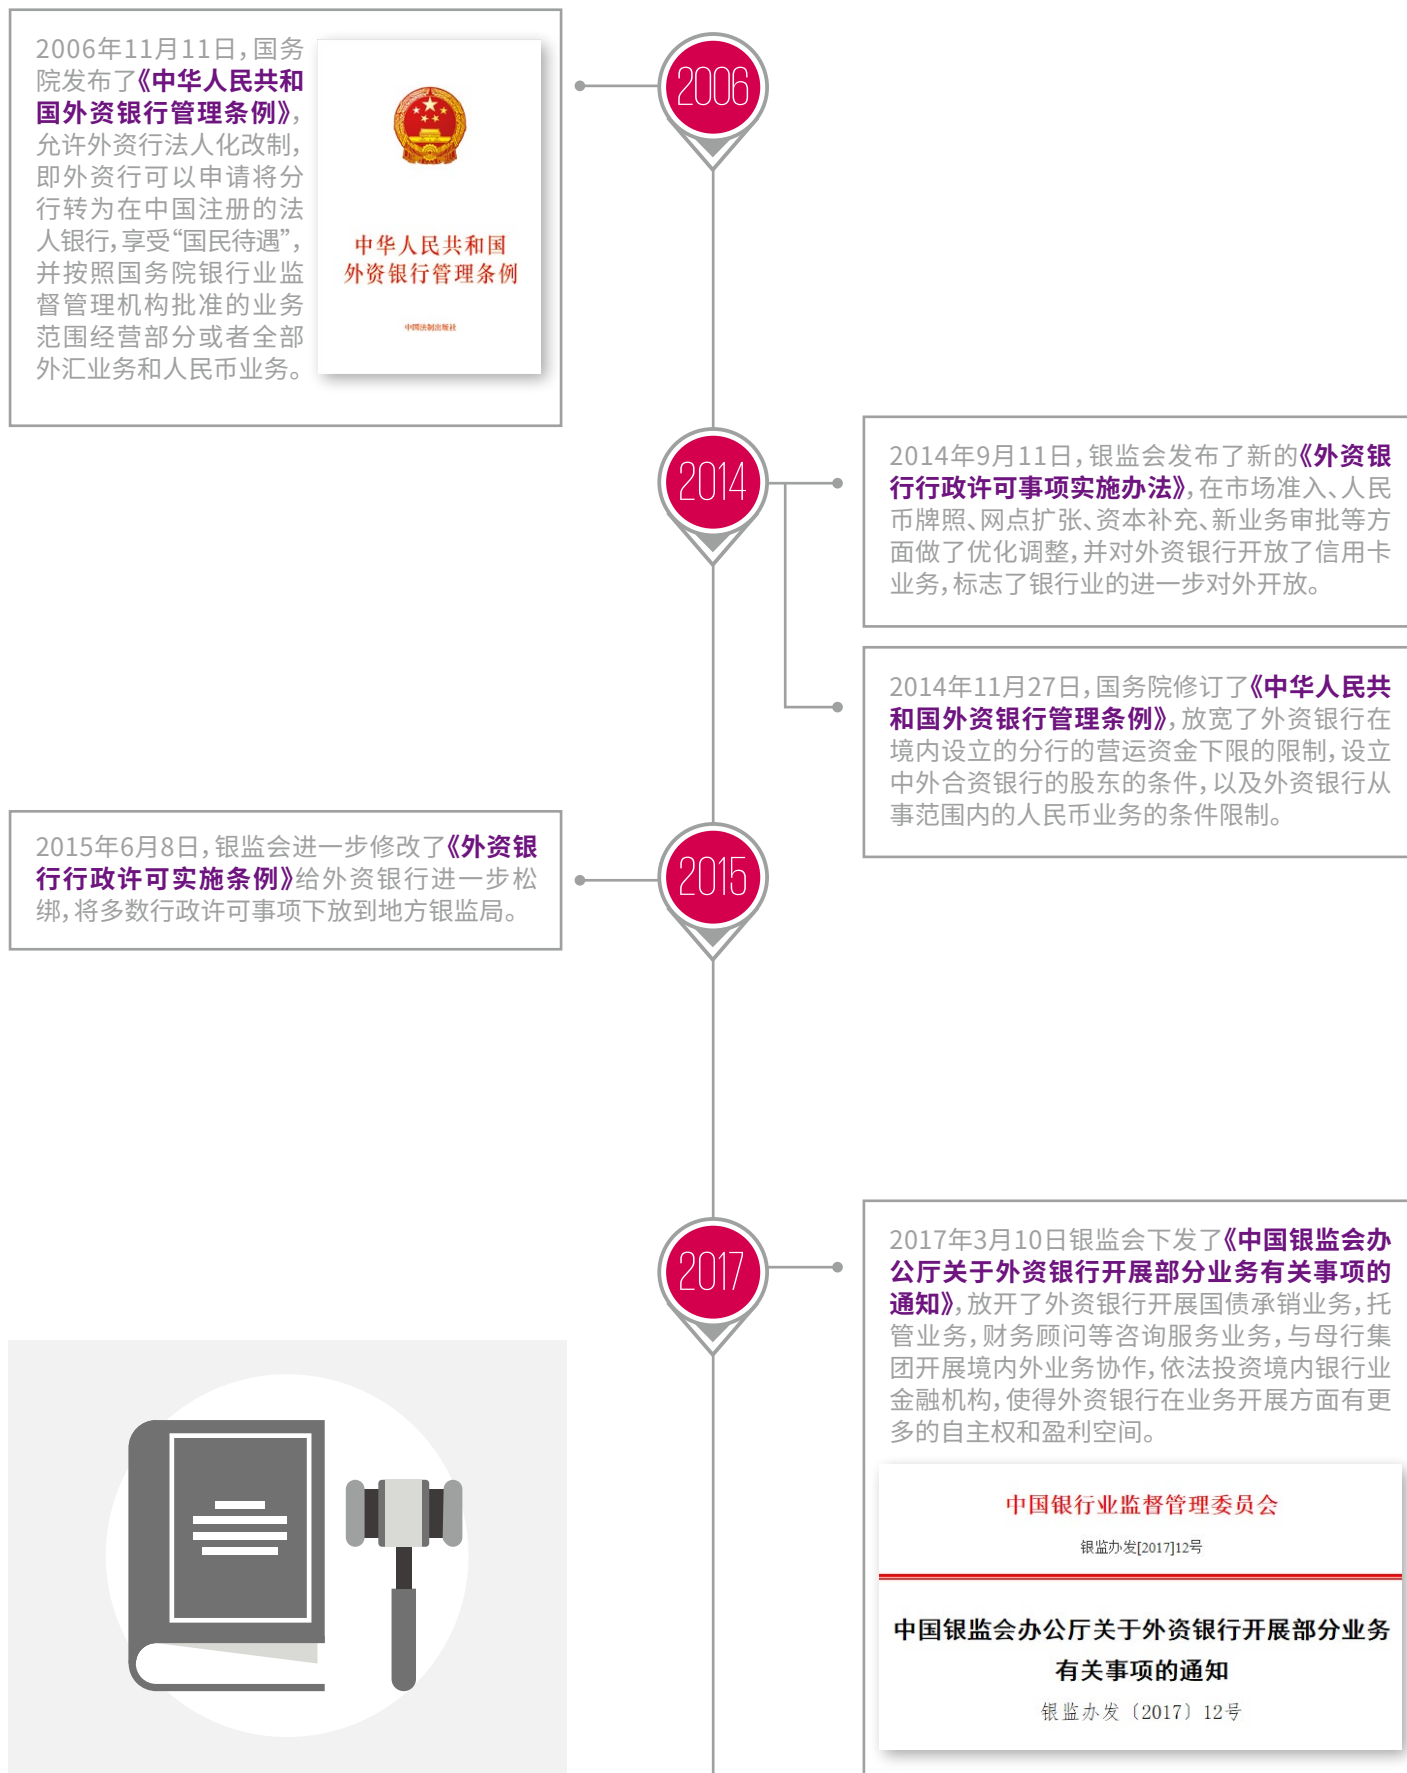 2006年11月11日，国务
院发布了《中华人民共和
国外资银行管理条例》，
允许外资行法人化改制，
即外资行可以申请将分
行转为在中国注册的法
人银行，享受“国民待遇”，
并按照国务院银行业监
督管理机构批准的业务
范围经营部分或者全部
外汇业务和人民币业务。
中华人民共和国
外资银行管理条例
中国法制出版社
2006
2014
2014年9月11日，银监会发布了新的《外资银
行行政许可事项实施办法》，在市场准入、人民
币牌照、网点扩张、资本补充、新业务审批等方
面做了优化调整，并对外资银行开放了信用卡
业务，标志了银行业的进一步对外开放。
2014年11月27日，国务院修订了《中华人民共
和国外资银行管理条例》，放宽了外资银行在
境内设立的分行的营运资金下限的限制，设立
中外合资银行的股东的条件，以及外资银行从
事范围内的人民币业务的条件限制。
2015年6月8日，银监会进一步修改了《外资银
行行政许可实施条例》给外资银行进一步松
绑，将多数行政许可事项下放到地方银监局。
2015
2017
2017年3月10日银监会下发了《中国银监会办
公厅关于外资银行开展部分业务有关事项的
通知》，放开了外资银行开展国债承销业务，托
管业务，财务顾问等咨询服务业务，与母行集
团开展境内外业务协作，依法投资境内银行业
金融机构，使得外资银行在业务开展方面有更
多的自主权和盈利空间。
中国银行业监督管理委员会
银监办发[2017]12号
中国银监会办公厅关于外资银行开展部分业务
有关事项的通知
银监办发〔2017〕12号